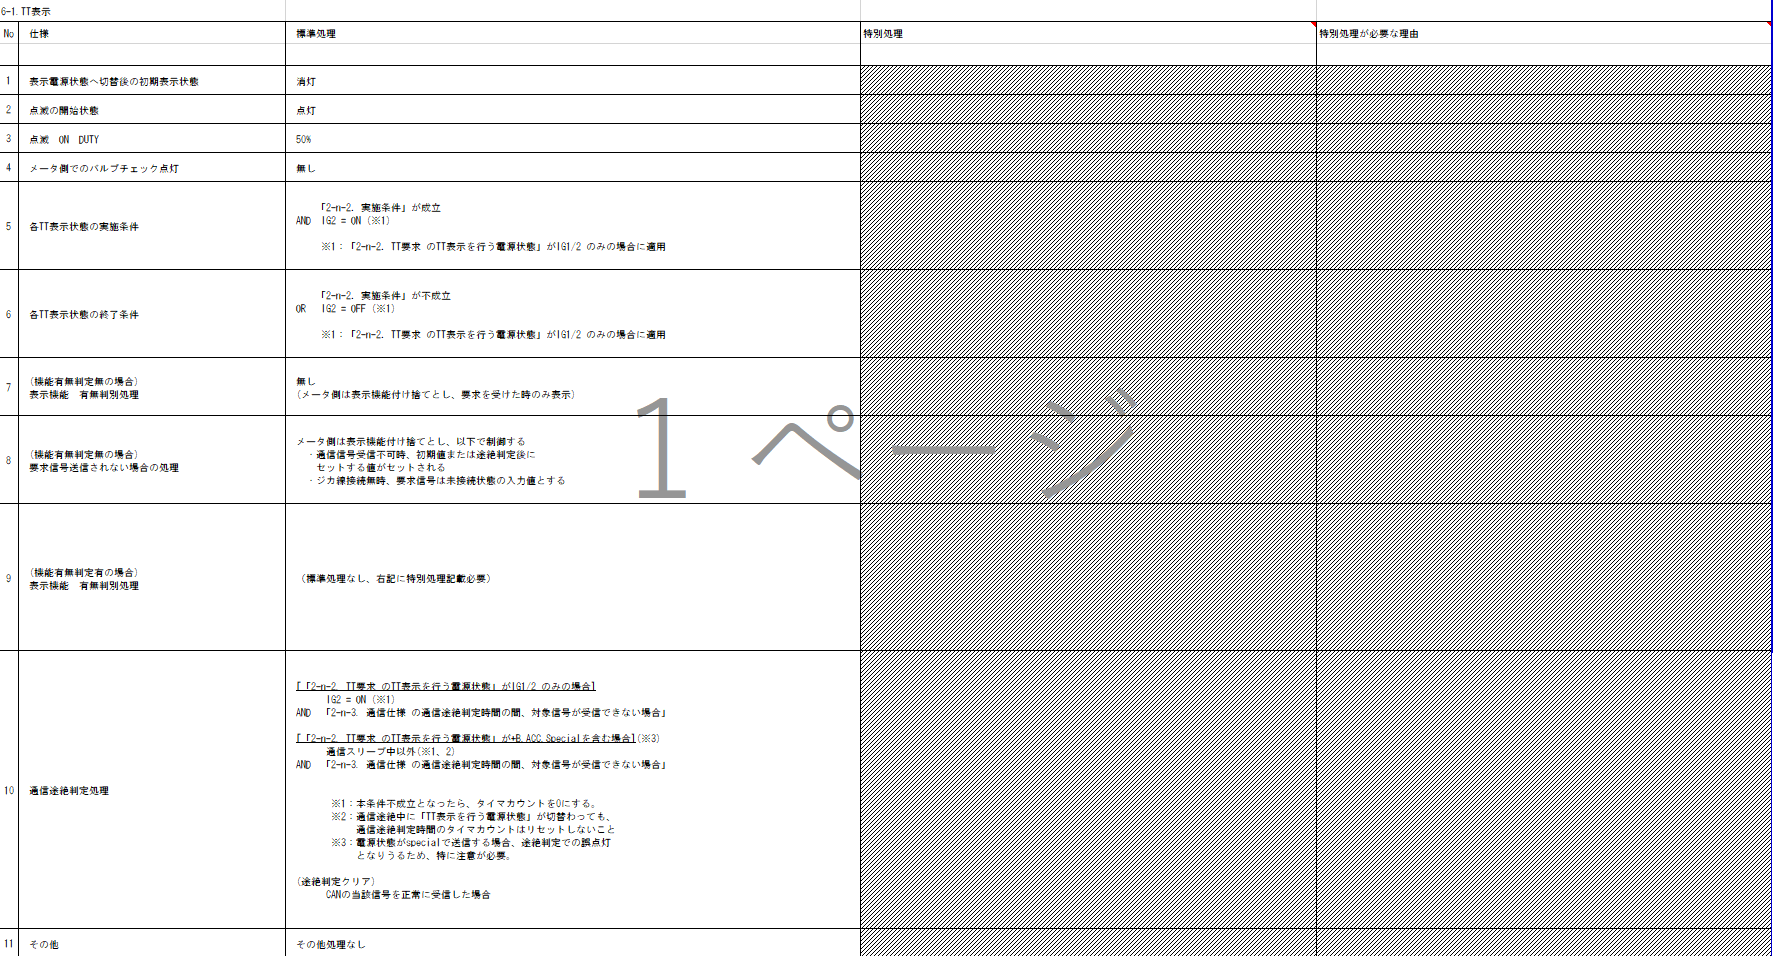 6-1.TT表示
No 仕様 標準処理 特別処理 特別処理が必要な理由
1 表示電源状態へ切替後の初期表示状態 消灯
2 点滅の開始状態 点灯
3 点滅 ON DUTY 50%
4 メータ側でのバルブチェック点灯 無し
5 各TT表示状態の実施条件
「2-n-2. 実施条件」が成立
AND IG2 = ON (※1)
※1：「2-n-2. TT要求 のTT表示を行う電源状態」がIG1/2 のみの場合に適用
6 各TT表示状態の終了条件
「2-n-2. 実施条件」が不成立
OR IG2 = OFF (※1)
※1：「2-n-2. TT要求 のTT表示を行う電源状態」がIG1/2 のみの場合に適用
7 (機能有無判定無の場合)
表示機能 有無判別処理
無し
(メータ側は表示機能付け捨てとし、要求を受けた時のみ表示)
8 (機能有無判定無の場合)
要求信号送信されない場合の処理
メータ側は表示機能付け捨てとし、以下で制御する
・通信信号受信不可時、初期値または途絶判定後に
セットする値がセットされる
・ジカ線接続無時、要求信号は未接続状態の入力値とする
9 (機能有無判定有の場合)
表示機能 有無判別処理
(標準処理なし、右記に特別処理記載必要)
10 通信途絶判定処理
[「2-n-2. TT要求 のTT表示を行う電源状態」がIG1/2 のみの場合]
IG2 = ON (※1)
AND 「2-n-3. 通信仕様 の通信途絶判定時間の間、対象信号が受信できない場合」
[「2-n-2. TT要求 のTT表示を行う電源状態」が+B.ACC.Specialを含む場合](※3)
通信スリープ中以外(※1、2)
AND 「2-n-3. 通信仕様 の通信途絶判定時間の間、対象信号が受信できない場合」
※1：本条件不成立となったら、タイマカウントを0にする。
※2：通信途絶中に「TT表示を行う電源状態」が切替わっても、
通信途絶判定時間のタイマカウントはリセットしないこと
※3：電源状態がspecialで送信する場合、途絶判定での誤点灯
となりうるため、特に注意が必要。
(途絶判定クリア)
CANの当該信号を正常に受信した場合
11 その他 その他処理なし
1 ページ